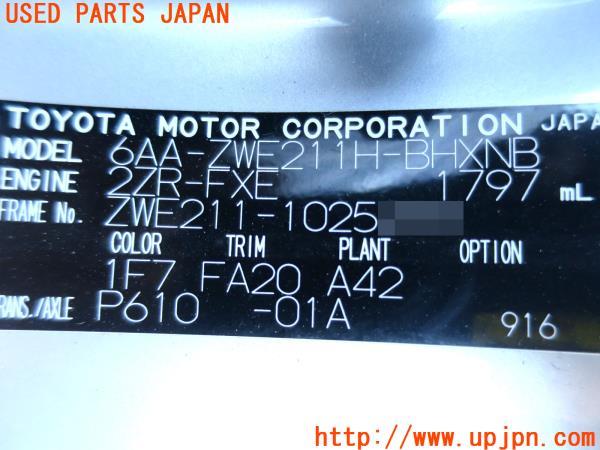 USED PARTS JAPAN
TOYOTA MOTOR CORPORATION JAPA
MODEL 6AA-ZWE211H-BHXNB
ENGINE 2ZR-FXE 1797 mL
FRAME No. ZWE211-1025
COLOR TRIM PLANT OPTION
1F7 FA20 A42
TRANS./AXLE P610 -01A 916
http://www.upjpn.com